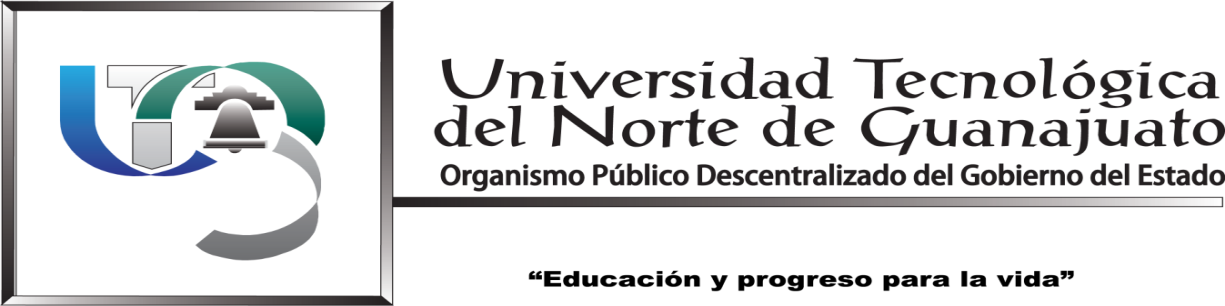 Universidad Tecnológica
del Norte de Guanajuato
Organismo Público Descentralizado del Gobierno del Estado
“Educación y progreso para la vida”